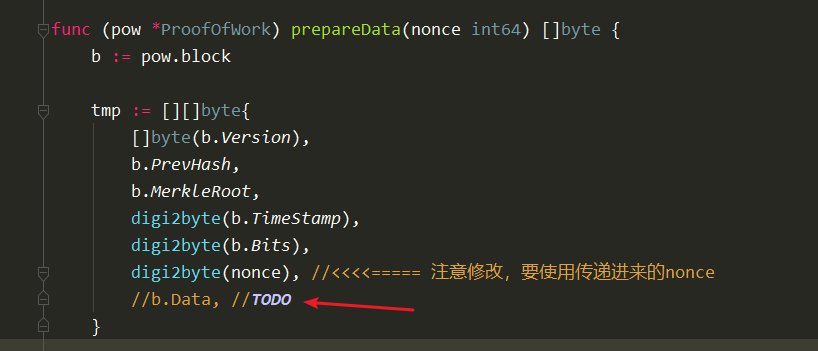 func (pow *ProofOfWork) prepareData(nonce int64) []byte {
b := pow.block
tmp := [][]byte{
[]byte(b.Version),
b.PrevHash,
b.MerkleRoot,
digi2byte(b.TimeStamp),
digi2byte(b.Bits),
digi2byte(nonce), //<<<<===== 注意修改，要使用传递进来的nonce
//b.Data, //TODO
}